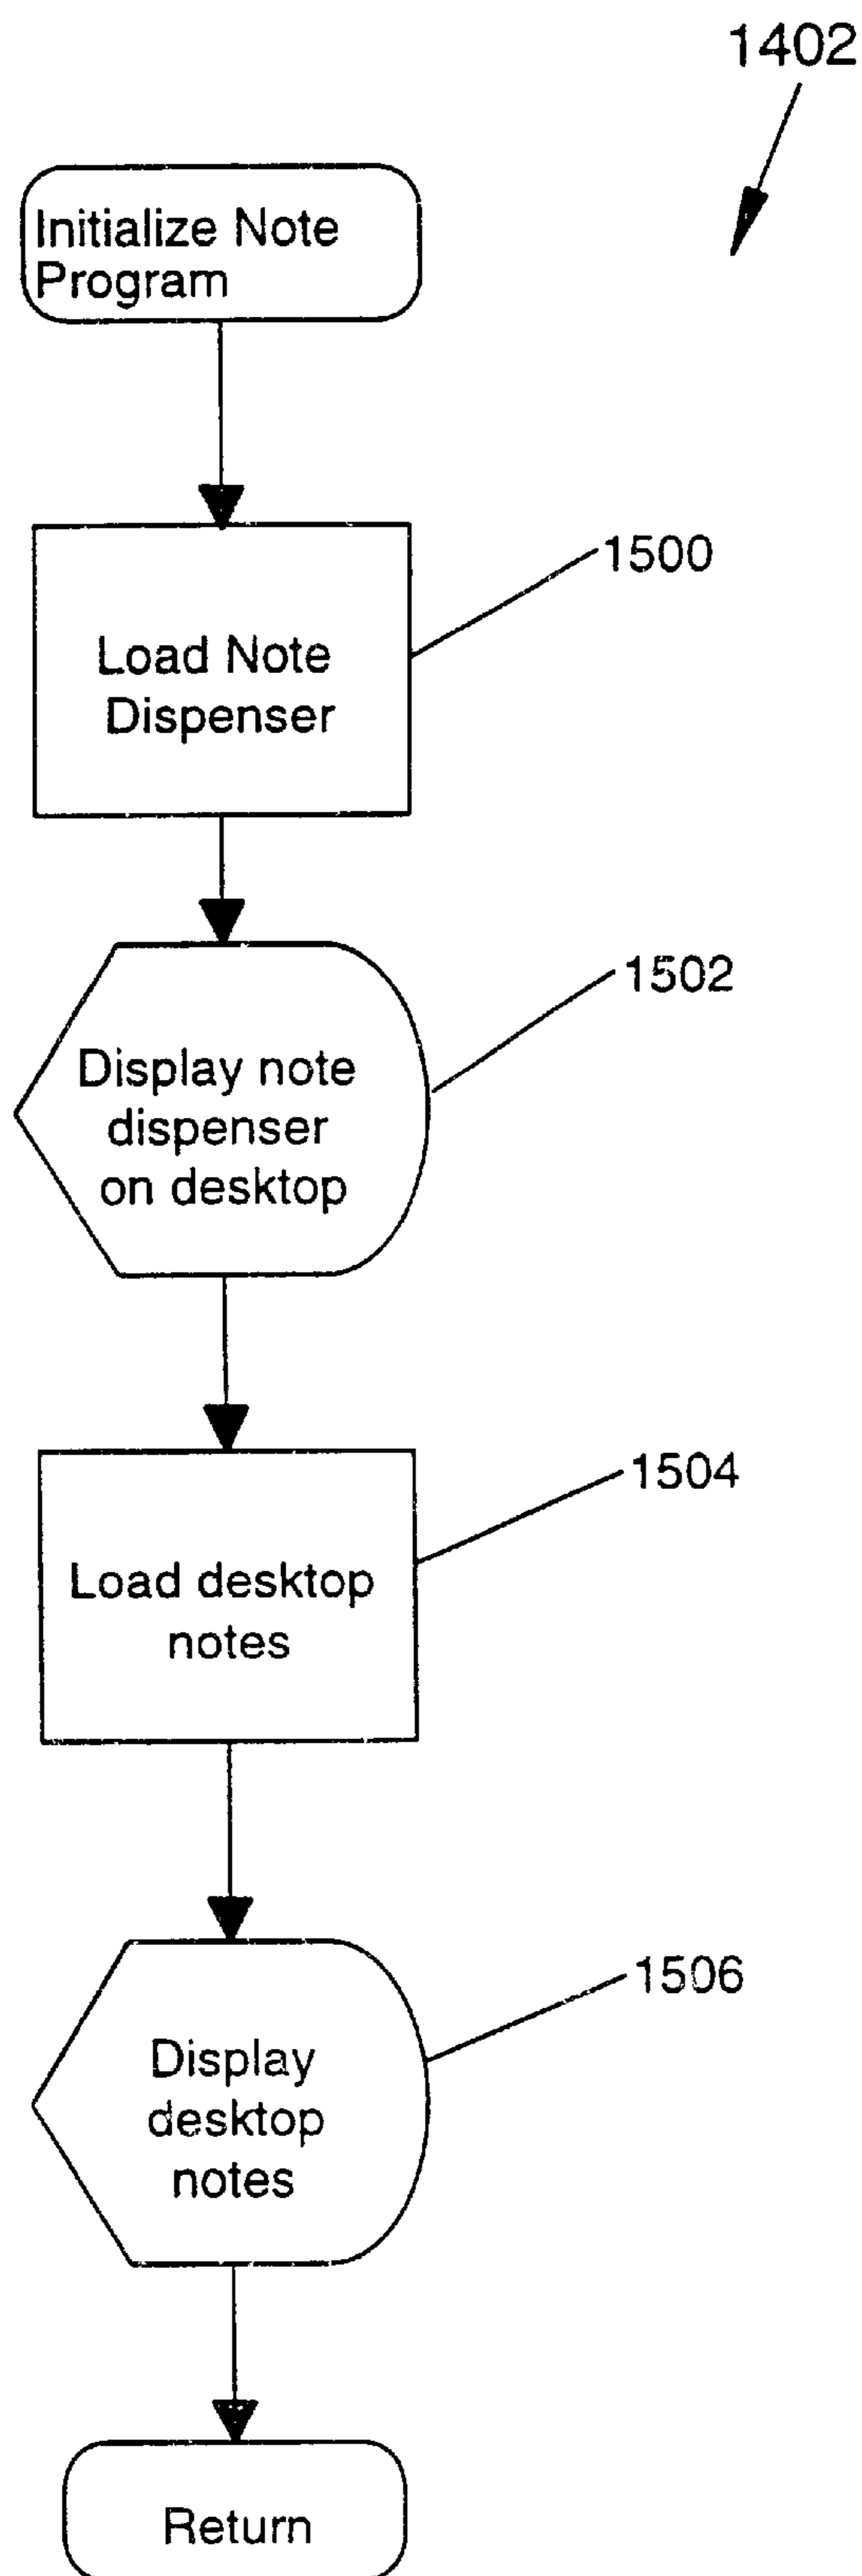 1402
Initialize Note
Program
1500
Load Note
Dispenser
1502
Display note
dispenser
on desktop
1504
Load desktop
notes
1506
Display
desktop
notes
Return